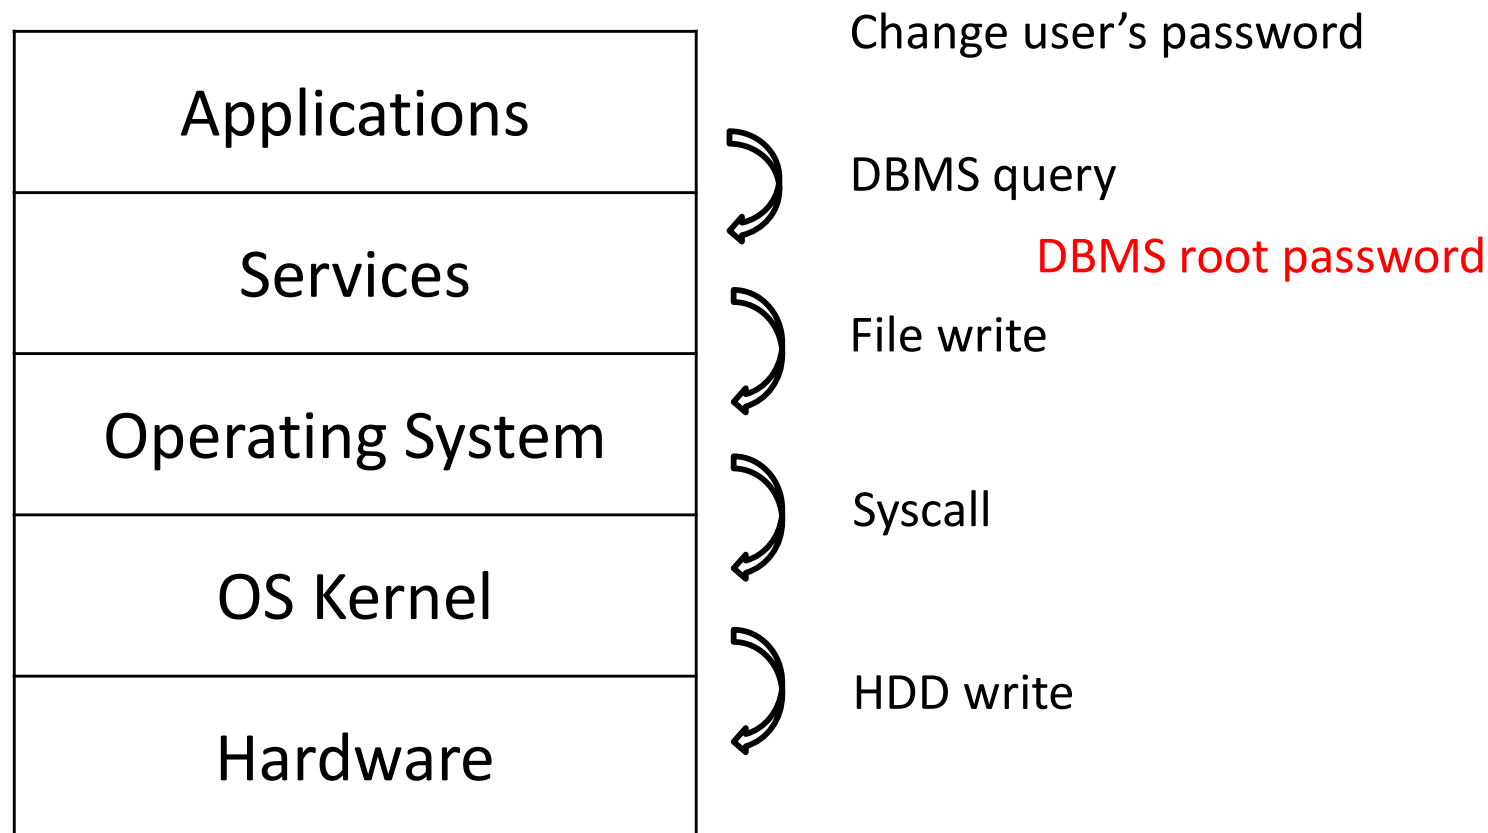 Change user’s password
Applications
DBMS query
DBMS root password
Services
File write
Operating System
Syscall
OS Kernel
HDD write
Hardware